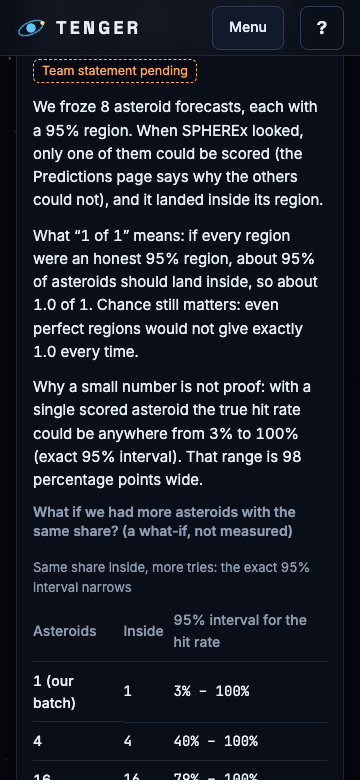 TENGER
Menu
?
Team statement pending
We froze 8 asteroid forecasts, each with
a 95% region. When SPHEREx looked,
only one of them could be scored (the
Predictions page says why the others
could not), and it landed inside its region.
What “1 of 1” means: if every region
were an honest 95% region, about 95%
of asteroids should land inside, so about
1.0 of 1. Chance still matters: even
perfect regions would not give exactly
1.0 every time.
Why a small number is not proof: with a
single scored asteroid the true hit rate
could be anywhere from 3% to 100%
(exact 95% interval). That range is 98
percentage points wide.
What if we had more asteroids with the
same share? (a what-if, not measured)
Same share inside, more tries: the exact 95%
interval narrows
Asteroids Inside 95% interval for the
hit rate
1 (our
batch) 1 3% – 100%
4 4 40% – 100%
16 16 79% – 100%